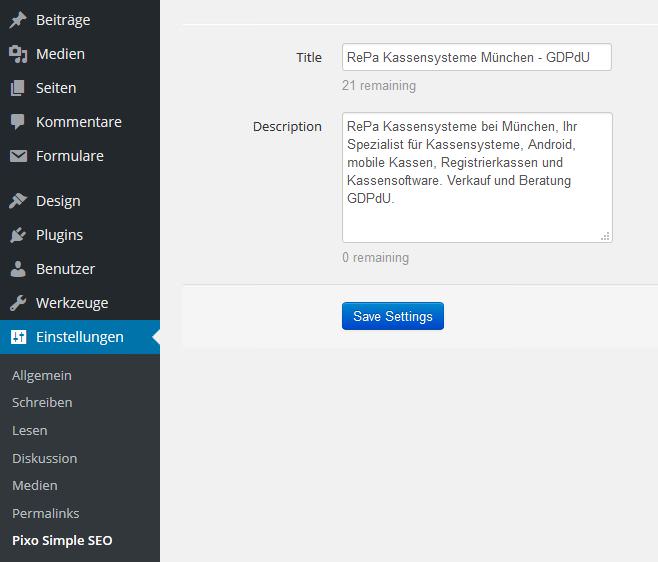 Beiträge
Medien
Seiten
Kommentare
Formulare
Design
Plugins
Benutzer
Werkzeuge
Einstellungen
Allgemein
Schreiben
Lesen
Diskussion
Medien
Permalinks
Pixo Simple SEO
Title
RePa Kassensysteme München - GDPdU
21 remaining
Description
RePa Kassensysteme bei München, Ihr
Spezialist für Kassensysteme, Android,
mobile Kassen, Registrierkassen und
Kassensoftware. Verkauf und Beratung
GDPdU.
0 remaining
Save Settings